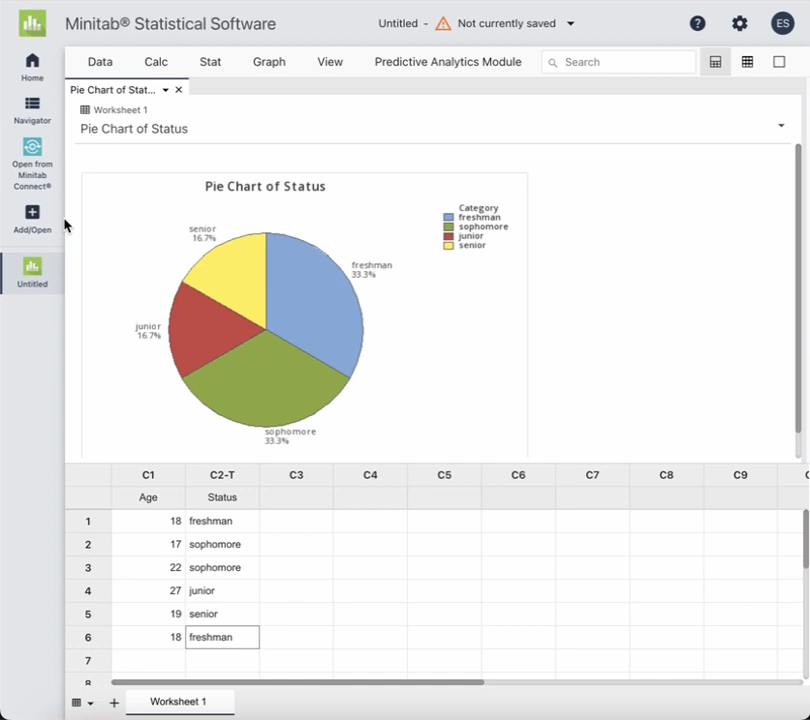 Minitab® Statistical Software
Untitled - Not currently saved
? ES
Data Calc Stat Graph View Predictive Analytics Module Search
Home
Navigator
Open from
Minitab
Connect®
Add/Open
Untitled
Pie Chart of Stat... ×
Worksheet 1
Pie Chart of Status
Pie Chart of Status
Category
freshman
sophomore
junior
senior
senior
16.7%
freshman
33.3%
junior
16.7%
sophomore
33.3%
C1 C2-T C3 C4 C5 C6 C7 C8 C9 C
Age Status
1 18 freshman
2 17 sophomore
3 22 sophomore
4 27 junior
5 19 senior
6 18 freshman
7
8
+ Worksheet 1